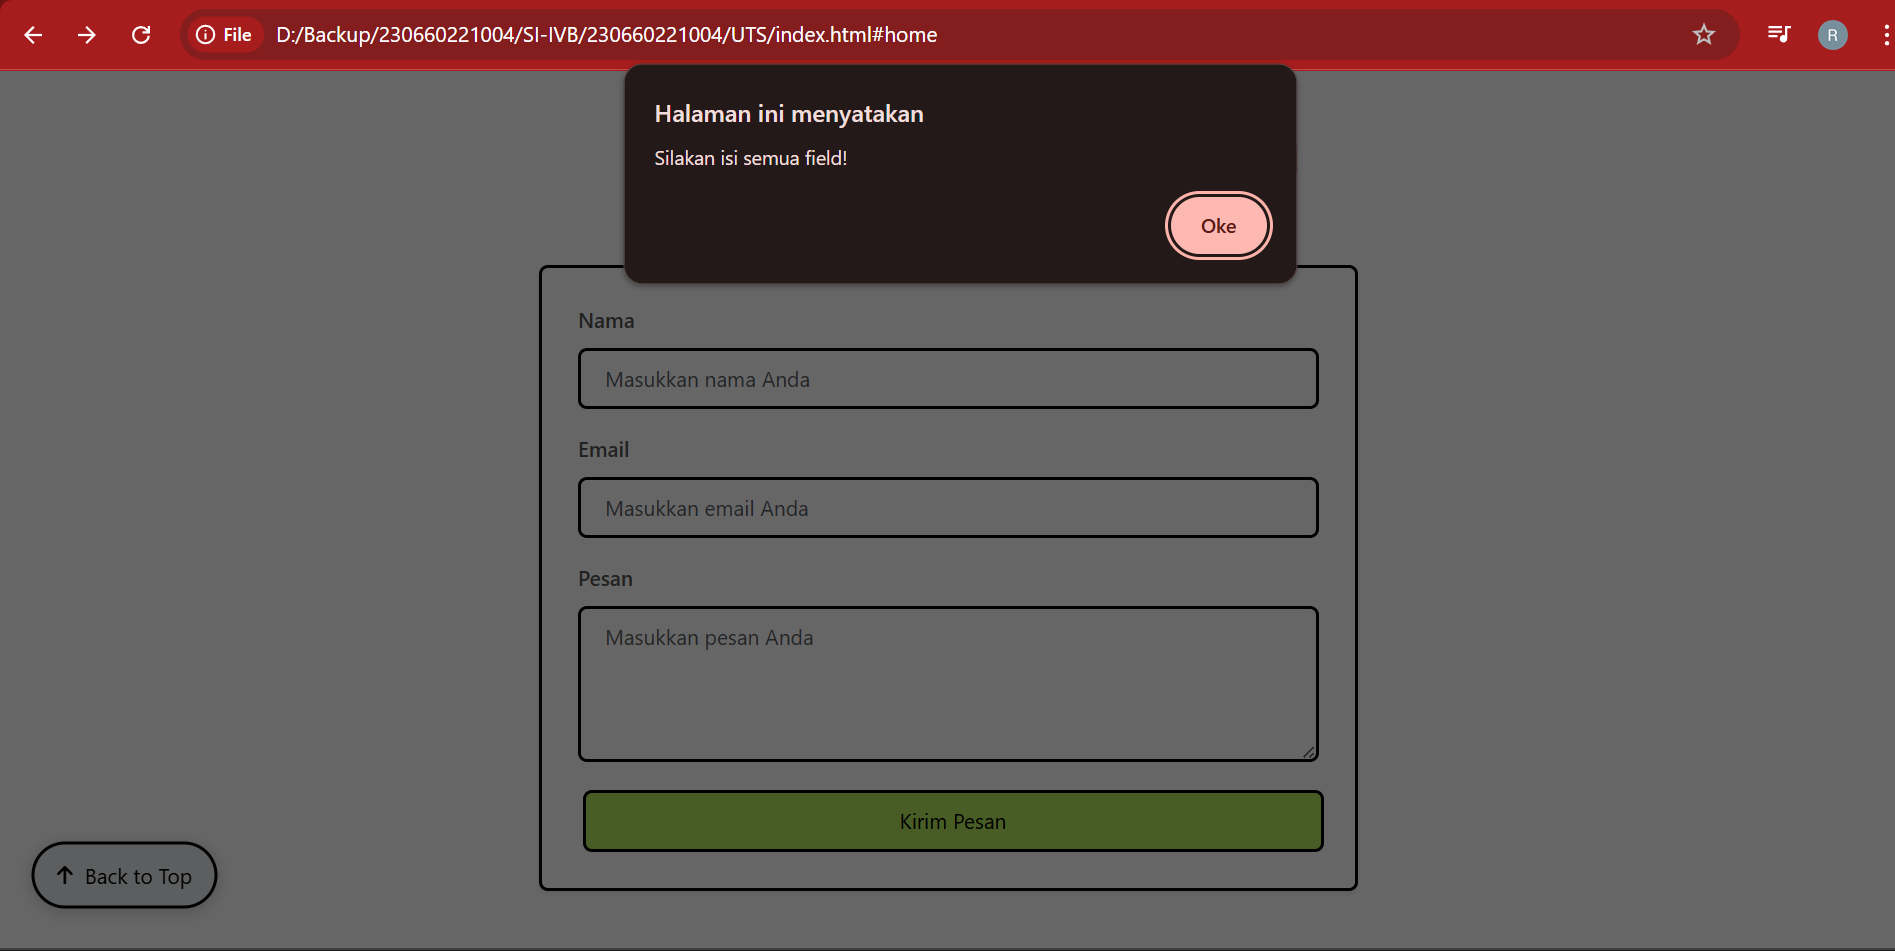 File D:/Backup/230660221004/SI-IVB/230660221004/UTS/index.html#home
R
Halaman ini menyatakan
Silakan isi semua field!
Oke
Nama
Masukkan nama Anda
Email
Masukkan email Anda
Pesan
Masukkan pesan Anda
Kirim Pesan
Back to Top